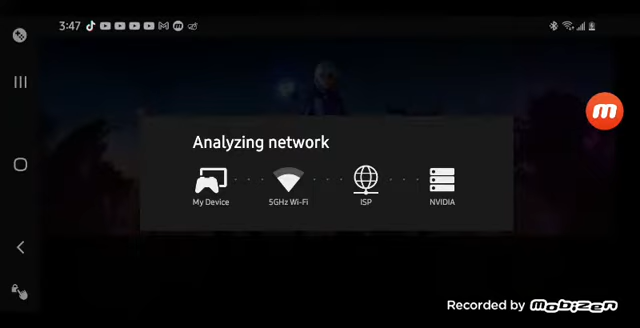 3:47
Analyzing network
My Device
5GHz Wi-Fi
ISP
NVIDIA
Recorded by Mobizen